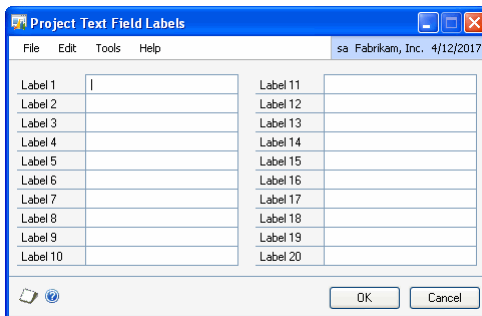 Project Text Field Labels
File Edit Tools Help sa Fabrikam, Inc. 4/12/2017
Label 1 Label 11
Label 2 Label 12
Label 3 Label 13
Label 4 Label 14
Label 5 Label 15
Label 6 Label 16
Label 7 Label 17
Label 8 Label 18
Label 9 Label 19
Label 10 Label 20
OK Cancel